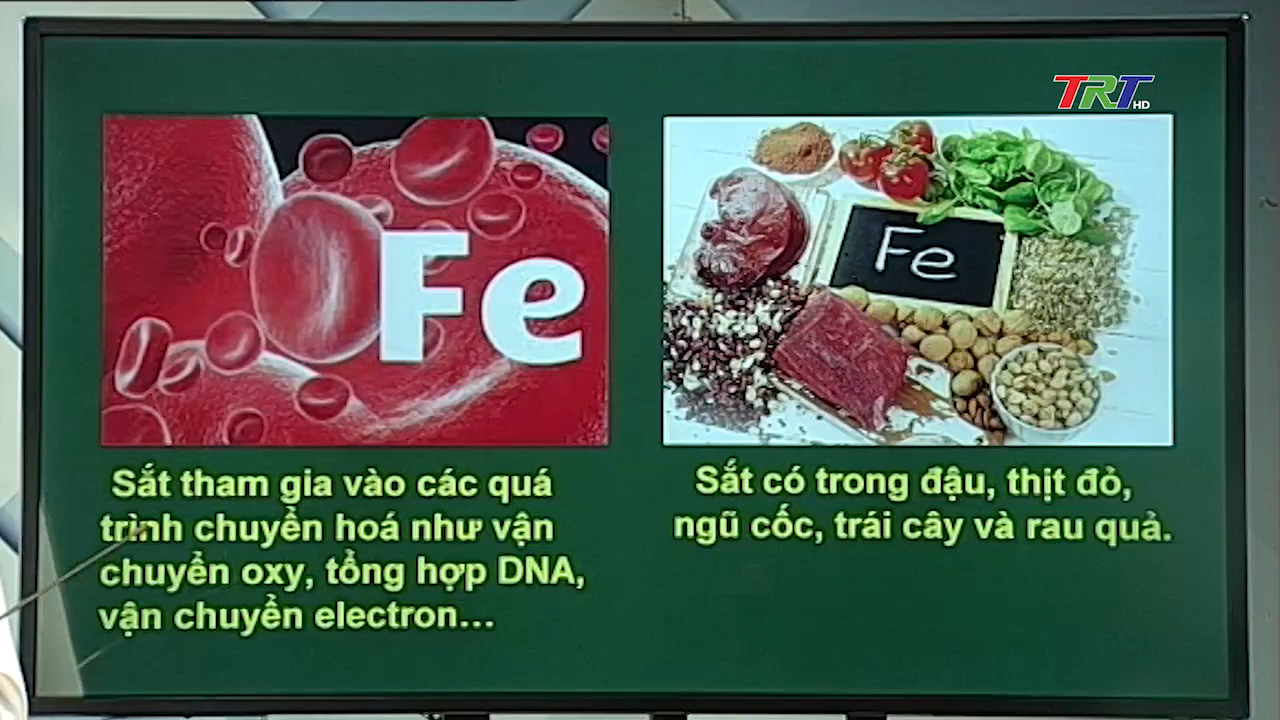 TRT HD
Fe
Fe
Sắt tham gia vào các quá
trình chuyển hoá như vận
chuyển oxy, tổng hợp DNA,
vận chuyển electron...
Sắt có trong đậu, thịt đỏ,
ngũ cốc, trái cây và rau quả.